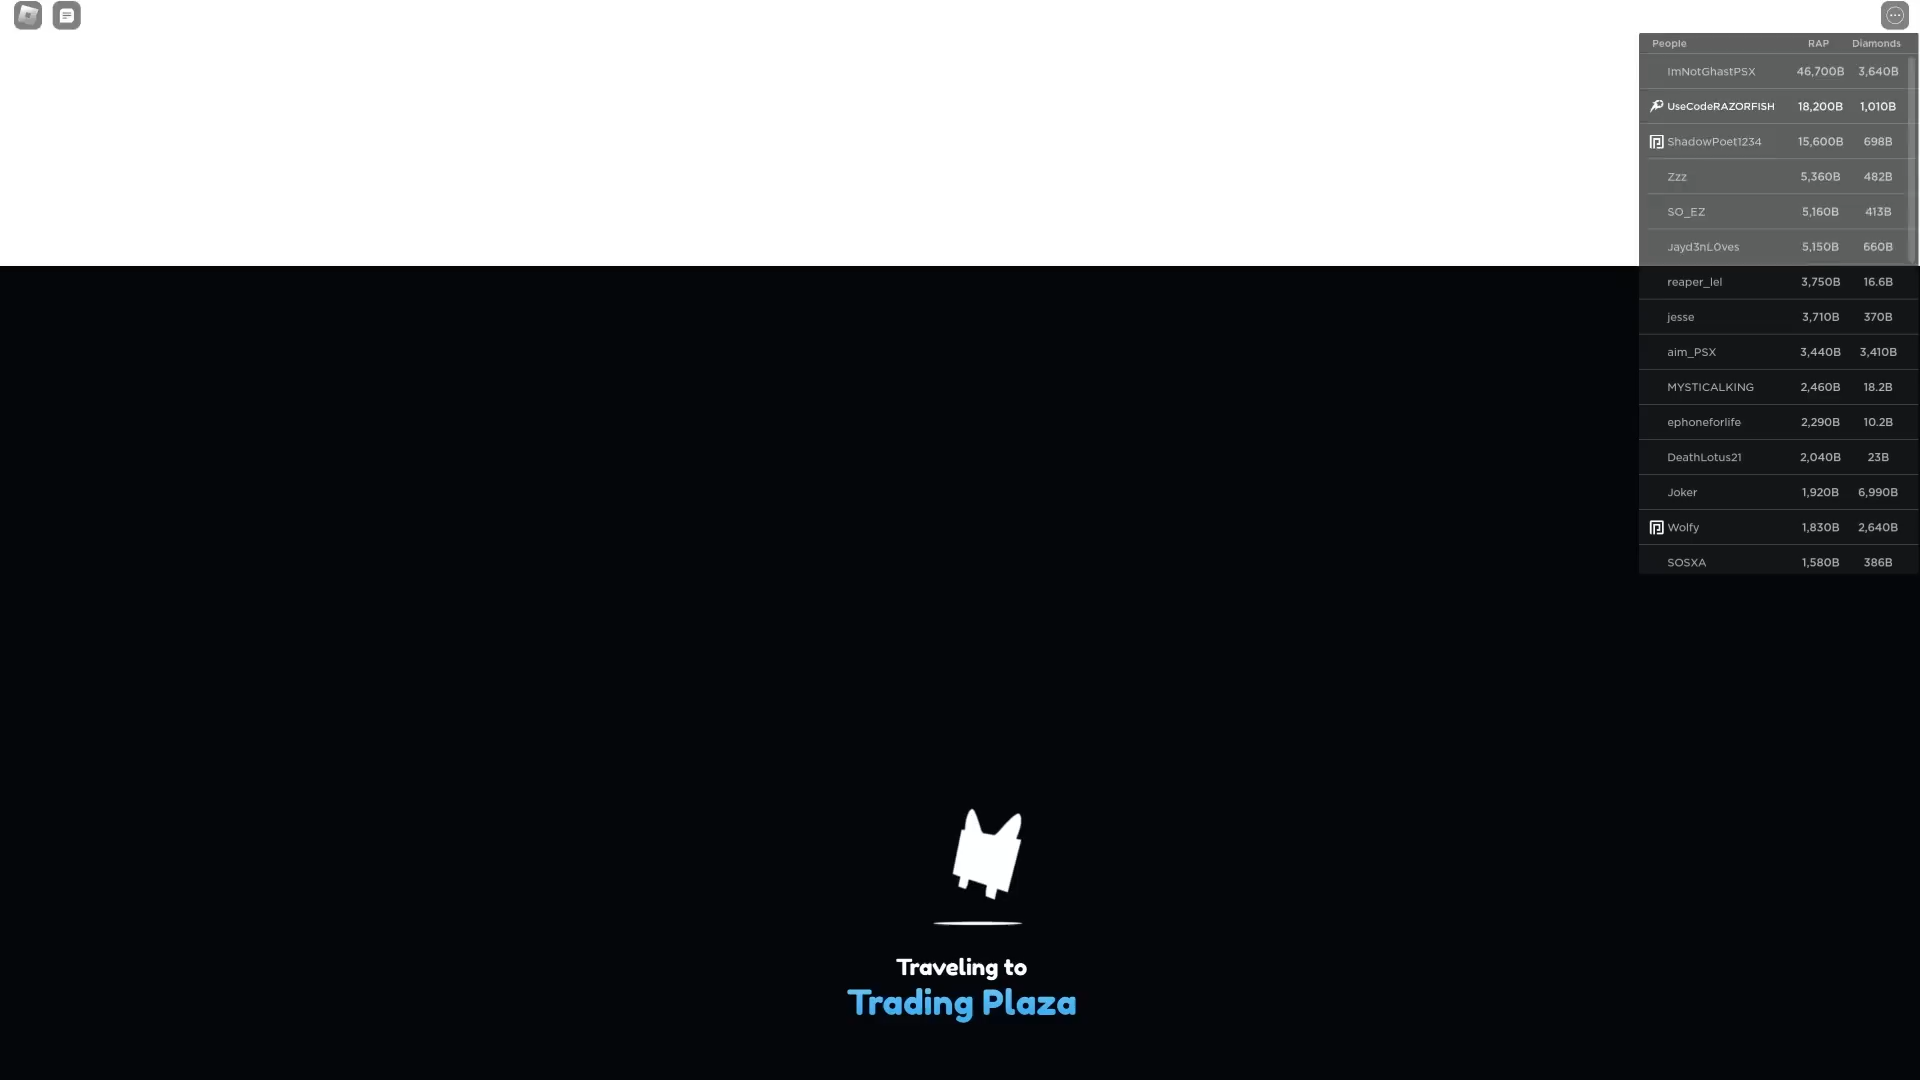 People RAP Diamonds
ImNotGhastPSX 46,700B 3,640B
UseCodeRAZORFISH 18,200B 1,010B
ShadowPoet1234 15,600B 698B
Zzz 5,360B 482B
SO_EZ 5,160B 413B
Jayd3nL0ves 5,150B 660B
reaper_lel 3,750B 16.6B
jesse 3,710B 370B
aim_PSX 3,440B 3,410B
MYSTICALKING 2,460B 18.2B
ephoneforlife 2,290B 10.2B
DeathLotus21 2,040B 23B
Joker 1,920B 6,990B
Wolfy 1,830B 2,640B
SOSXA 1,580B 386B
Traveling to
Trading Plaza